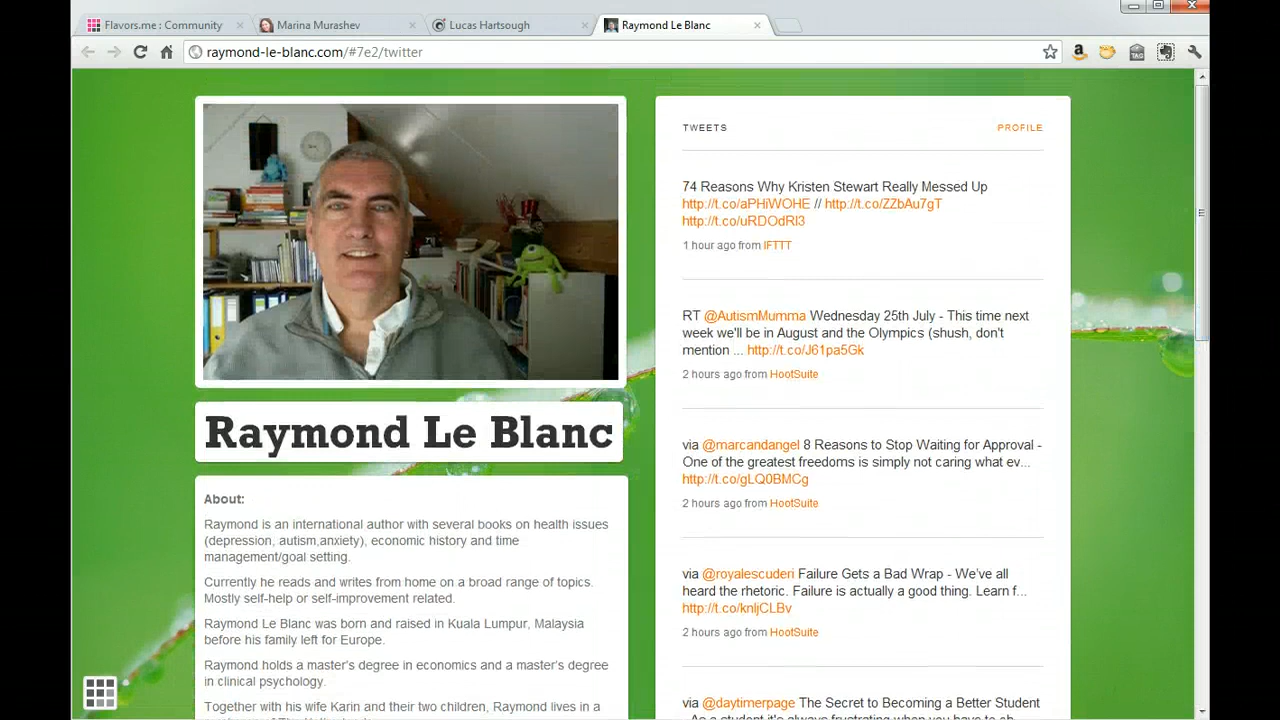 Flavors.me : Community
Marina Murashev
Lucas Hartsough
Raymond Le Blanc
raymond-le-blanc.com/#7e2/twitter
TAG
Raymond Le Blanc
About:
Raymond is an international author with several books on health issues
(depression, autism,anxiety), economic history and time
management/goal setting.
Currently he reads and writes from home on a broad range of topics.
Mostly self-help or self-improvement related.
Raymond Le Blanc was born and raised in Kuala Lumpur, Malaysia
before his family left for Europe.
Raymond holds a master's degree in economics and a master's degree
in clinical psychology.
Together with his wife Karin and their two children, Raymond lives in a
TWEETS
PROFILE
74 Reasons Why Kristen Stewart Really Messed Up
http://t.co/aPHiWOHE // http://t.co/ZZbAu7gT
http://t.co/uRDOdRl3
1 hour ago from IFTTT
RT @AutismMumma Wednesday 25th July - This time next
week we'll be in August and the Olympics (shush, don't
mention ... http://t.co/J61pa5Gk
2 hours ago from HootSuite
via @marcandangel 8 Reasons to Stop Waiting for Approval -
One of the greatest freedoms is simply not caring what ev...
http://t.co/gLQ0BMCg
2 hours ago from HootSuite
via @royalescuderi Failure Gets a Bad Wrap - We've all
heard the rhetoric. Failure is actually a good thing. Learn f...
http://t.co/knljCLBv
2 hours ago from HootSuite
via @daytimerpage The Secret to Becoming a Better Student
- As a student it's always frustrating when you have to